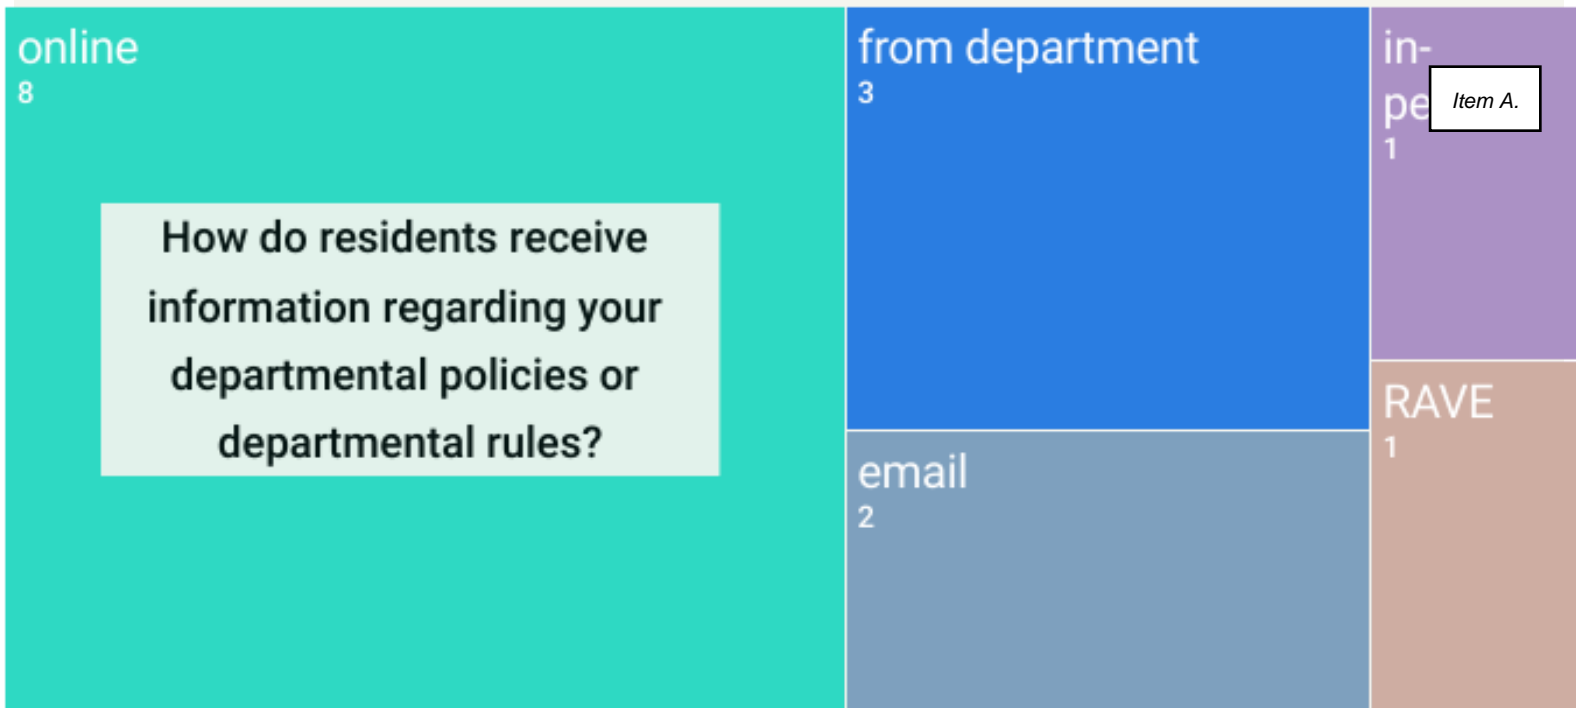 online
8
How do residents receive
information regarding your
departmental policies or
departmental rules?
from department
3
email
2
in-
Item A.
1
RAVE
1